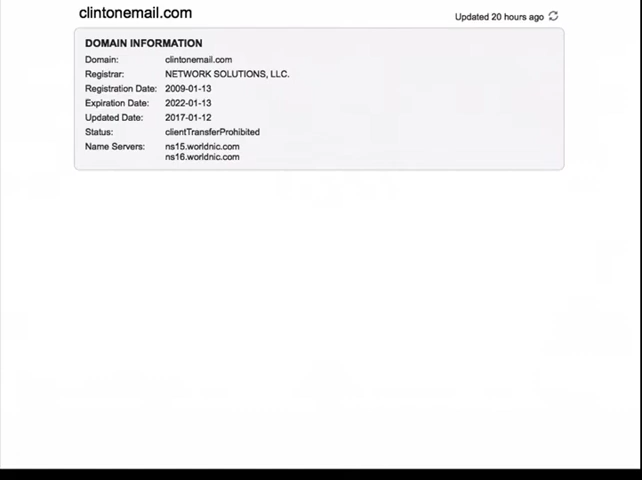 clintonemail.com
Updated 20 hours ago
DOMAIN INFORMATION
Domain: clintonemail.com
Registrar: NETWORK SOLUTIONS, LLC.
Registration Date: 2009-01-13
Expiration Date: 2022-01-13
Updated Date: 2017-01-12
Status: clientTransferProhibited
Name Servers: ns15.worldnic.com
ns16.worldnic.com